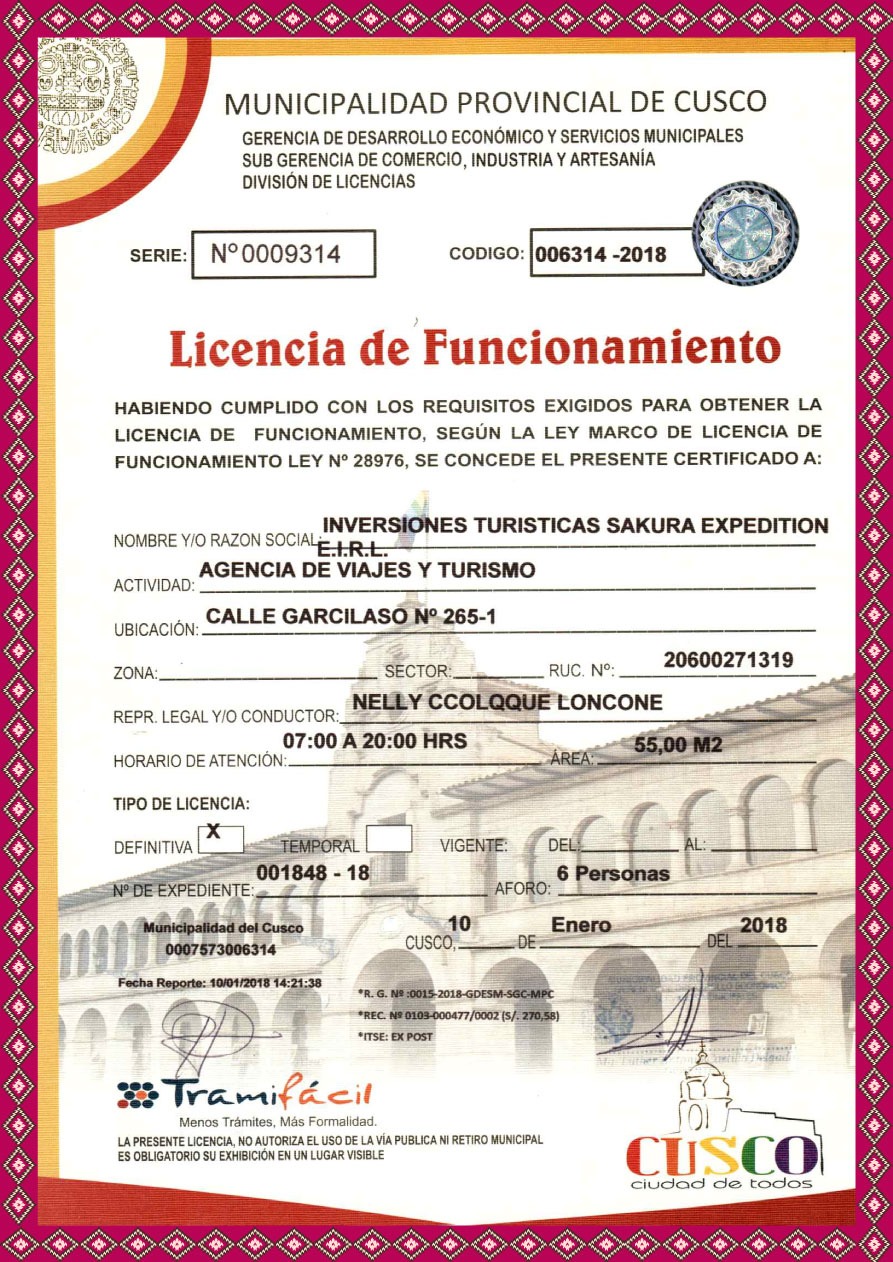 MUNICIPALIDAD PROVINCIAL DE CUSCO
GERENCIA DE DESARROLLO ECONÓMICO Y SERVICIOS MUNICIPALES
SUB GERENCIA DE COMERCIO, INDUSTRIA Y ARTESANÍA
DIVISIÓN DE LICENCIAS
SERIE: Nº 0009314 CODIGO: 006314 -2018
Licencia de Funcionamiento
HABIENDO CUMPLIDO CON LOS REQUISITOS EXIGIDOS PARA OBTENER LA
LICENCIA DE FUNCIONAMIENTO, SEGÚN LA LEY MARCO DE LICENCIA DE
FUNCIONAMIENTO LEY Nº 28976, SE CONCEDE EL PRESENTE CERTIFICADO A:
NOMBRE Y/O RAZON SOCIAL: INVERSIONES TURISTICAS SAKURA EXPEDITION
E.I.R.L.
ACTIVIDAD: AGENCIA DE VIAJES Y TURISMO
UBICACIÓN: CALLE GARCILASO Nº 265-1
ZONA: SECTOR: RUC. Nº: 20600271319
REPR. LEGAL Y/O CONDUCTOR: NELLY CCOLQQUE LONCONE
HORARIO DE ATENCIÓN: 07:00 A 20:00 HRS ÁREA: 55,00 M2
TIPO DE LICENCIA:
DEFINITIVA X TEMPORAL VIGENTE: DEL: AL:
Nº DE EXPEDIENTE: 001848 - 18 AFORO: 6 Personas
Municipalidad del Cusco
0007573006314
CUSCO, 10 DE Enero DEL 2018
Fecha Reporte: 10/01/2018 14:21:38
*R. G. Nº :0015-2018-GDESM-SGC-MPC
*REC. Nº 0103-000477/0002 (S/. 270,58)
*ITSE: EX POST
Tramifácil
Menos Trámites, Más Formalidad.
LA PRESENTE LICENCIA, NO AUTORIZA EL USO DE LA VÍA PUBLICA NI RETIRO MUNICIPAL
ES OBLIGATORIO SU EXHIBICIÓN EN UN LUGAR VISIBLE
CUSCO
ciudad de todos